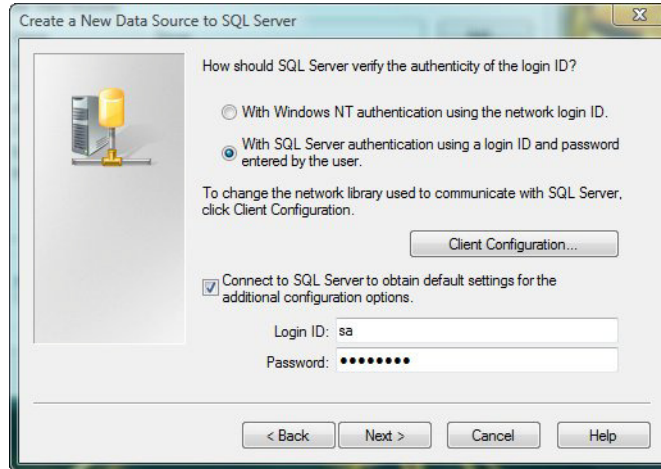 Create a New Data Source to SQL Server
How should SQL Server verify the authenticity of the login ID?
With Windows NT authentication using the network login ID.
With SQL Server authentication using a login ID and password
entered by the user.
To change the network library used to communicate with SQL Server,
click Client Configuration.
Client Configuration...
Connect to SQL Server to obtain default settings for the
additional configuration options.
Login ID: sa
Password: ••••••••
< Back Next > Cancel Help